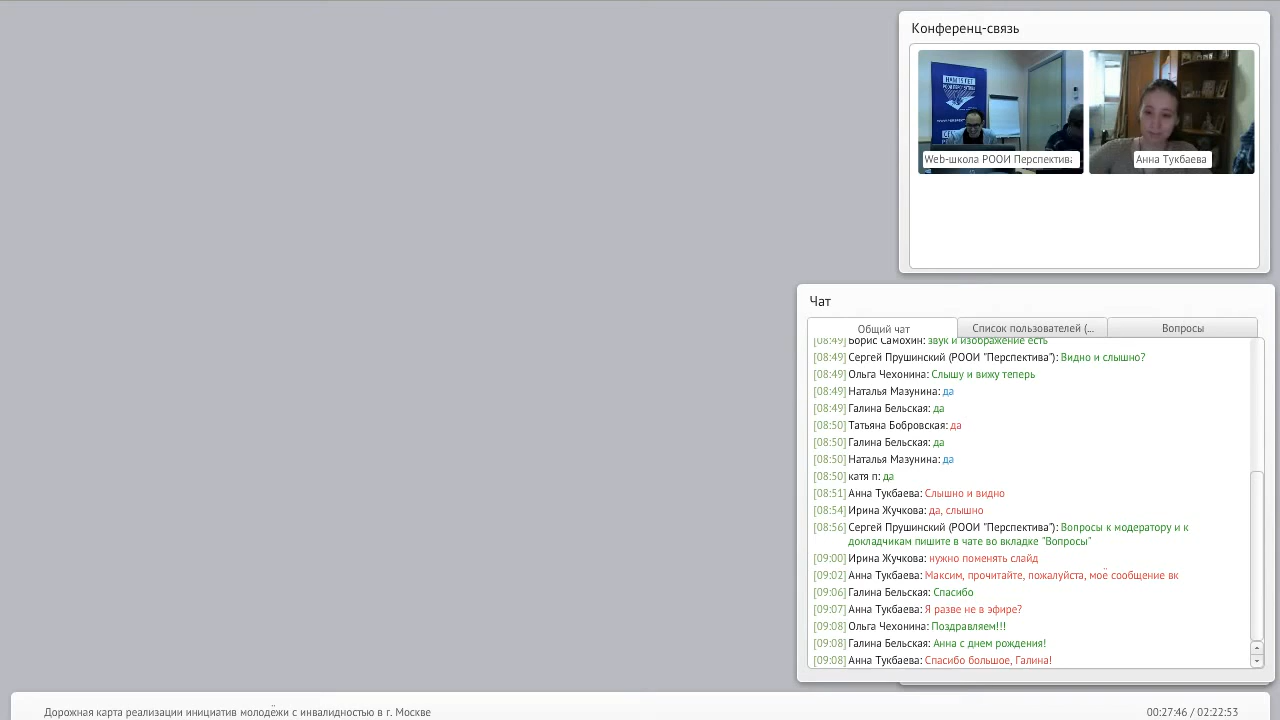 Конференц-связь
Web-школа РООИ Перспектива
Анна Тукбаева
Чат
Общий чат
Список пользователей (...
Вопросы
[08:49] Борис Самохин: звук и изображение есть
[08:49] Сергей Прушинский (РООИ "Перспектива"): Видно и слышно?
[08:49] Ольга Чехонина: Слышу и вижу теперь
[08:49] Наталья Мазунина: да
[08:49] Галина Бельская: да
[08:50] Татьяна Бобровская: да
[08:50] Галина Бельская: да
[08:50] Наталья Мазунина: да
[08:50] катя п: да
[08:51] Анна Тукбаева: Слышно и видно
[08:54] Ирина Жучкова: да, слышно
[08:56] Сергей Прушинский (РООИ "Перспектива"): Вопросы к модератору и к
докладчикам пишите в чате во вкладке "Вопросы"
[09:00] Ирина Жучкова: нужно поменять слайд
[09:02] Анна Тукбаева: Максим, прочитайте, пожалуйста, моё сообщение вк
[09:06] Галина Бельская: Спасибо
[09:07] Анна Тукбаева: Я разве не в эфире?
[09:08] Ольга Чехонина: Поздравляем!!!
[09:08] Галина Бельская: Анна с днем рождения!
[09:08] Анна Тукбаева: Спасибо большое, Галина!
Дорожная карта реализации инициатив молодёжи с инвалидностью в г. Москве
00:27:46 / 02:22:53